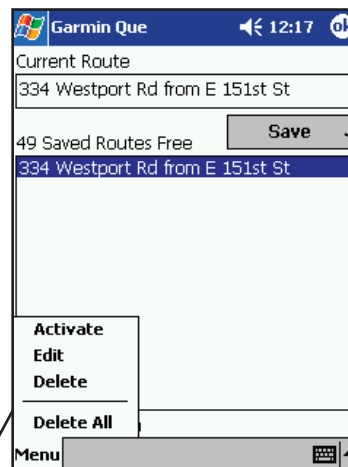 Garmin Que 12:17 ok
Current Route
334 Westport Rd from E 151st St
49 Saved Routes Free Save
334 Westport Rd from E 151st St
Activate
Edit
Delete
Delete All
Menu